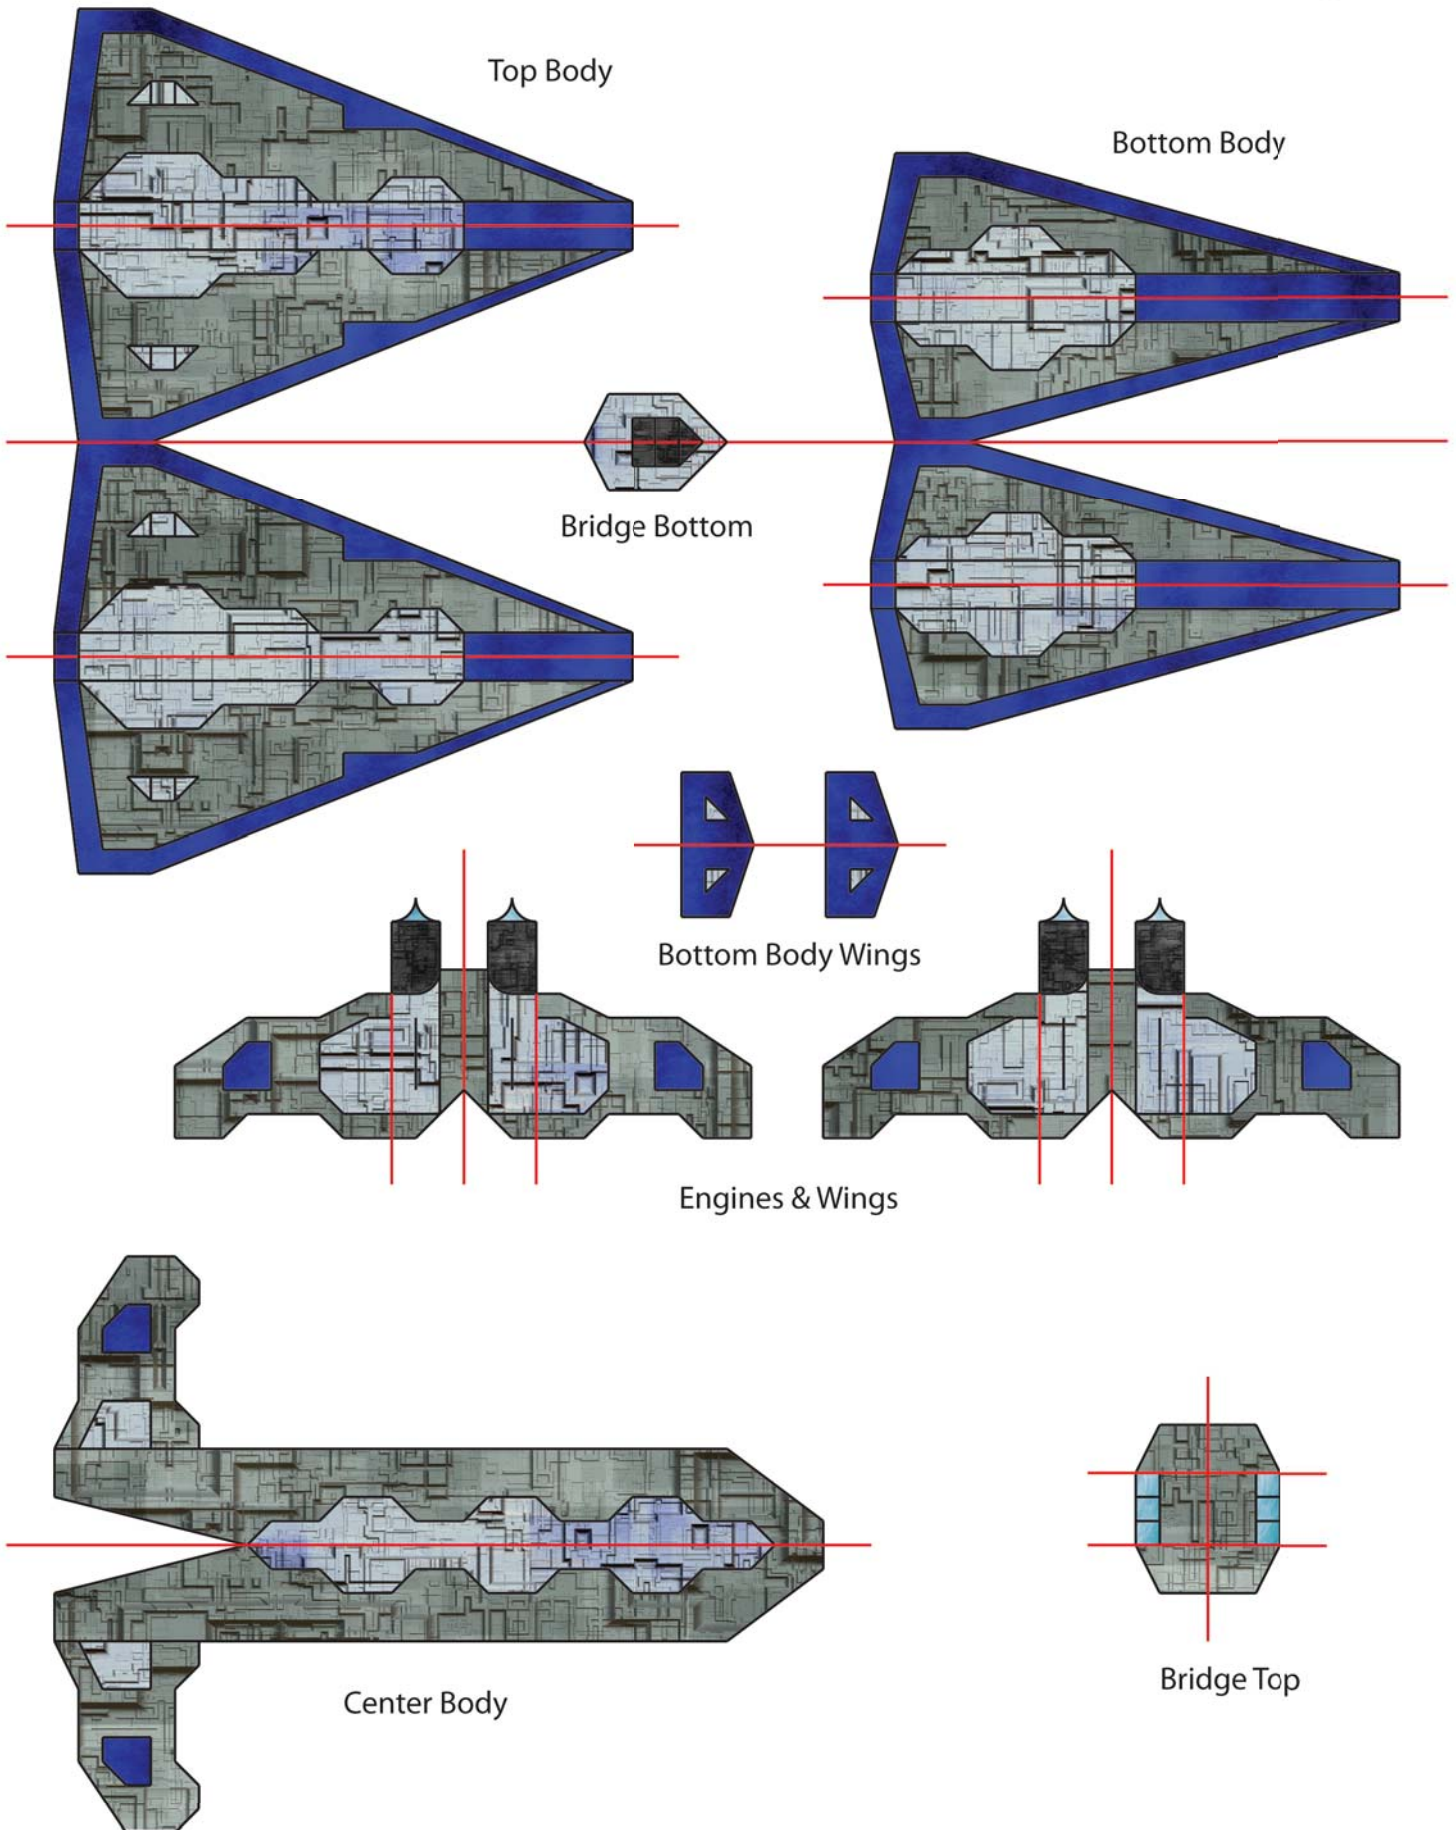 Top Body
Bottom Body
Bridge Bottom
Bottom Body Wings
Engines & Wings
Center Body
Bridge Top